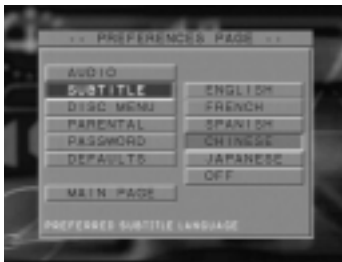 -- PREFERENCES PAGE --
AUDIO
SUBTITLE
DISC MENU
PARENTAL
PASSWORD
DEFAULTS
MAIN PAGE
ENGLISH
FRENCH
SPANISH
CHINESE
JAPANESE
OFF
PREFERRED SUBTITLE LANGUAGE